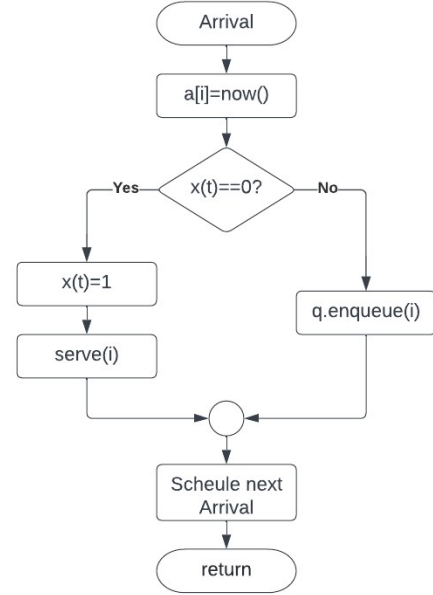 Arrival
a[i]=now()
x(t)==0?
Yes
No
x(t)=1
q.enqueue(i)
serve(i)
Scheule next
Arrival
return